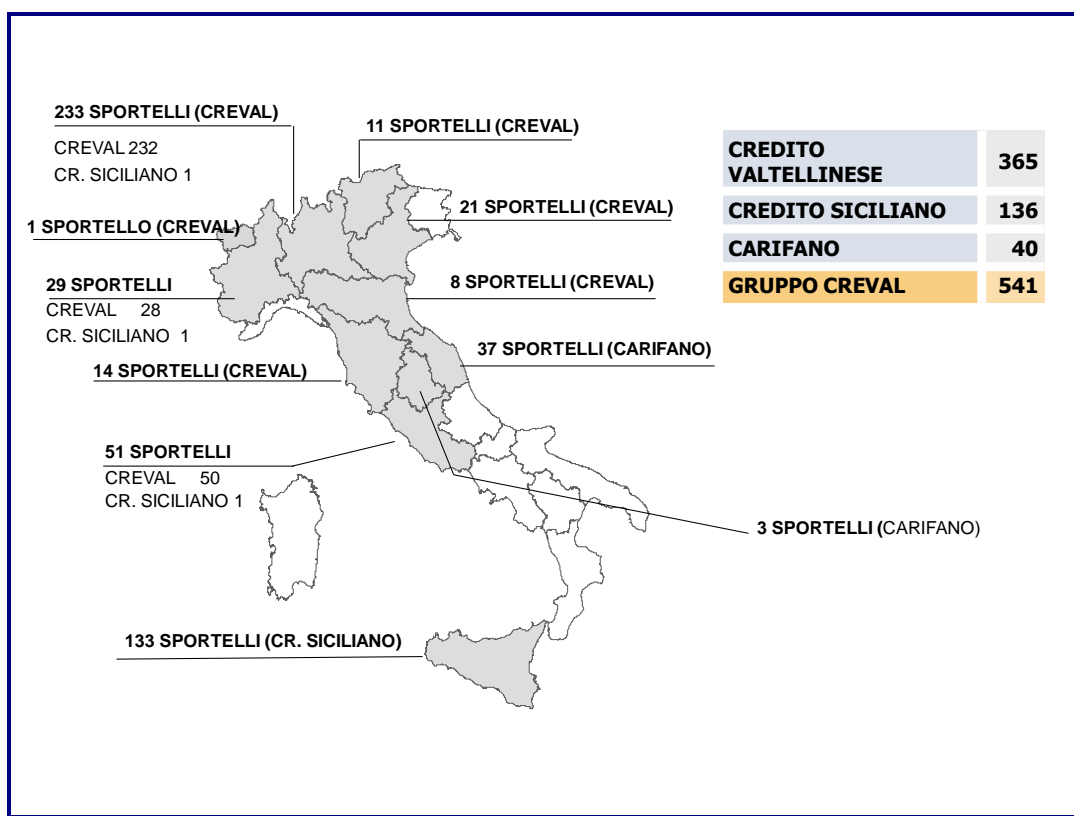 233 SPORTELLI (CREVAL)
CREVAL 232
CR. SICILIANO 1
11 SPORTELLI (CREVAL)
21 SPORTELLI (CREVAL)
1 SPORTELLO (CREVAL)
29 SPORTELLI
CREVAL 28
CR. SICILIANO 1
8 SPORTELLI (CREVAL)
37 SPORTELLI (CARIFANO)
14 SPORTELLI (CREVAL)
51 SPORTELLI
CREVAL 50
CR. SICILIANO 1
3 SPORTELLI (CARIFANO)
133 SPORTELLI (CR. SICILIANO)
CREDITO
VALTELLINESE 365
CREDITO SICILIANO 136
CARIFANO 40
GRUPPO CREVAL 541